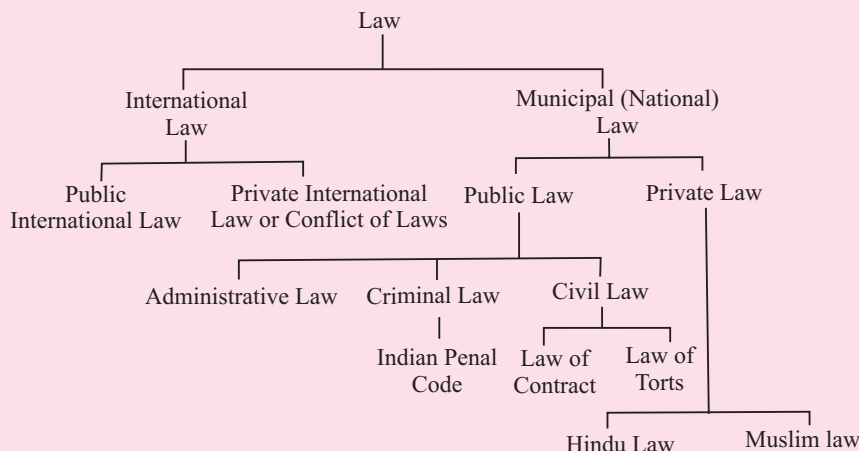 Law
International
Law
Municipal (National)
Law
Public
International Law
Private International
Law or Conflict of Laws
Public Law
Private Law
Administrative Law
Criminal Law
Civil Law
Indian Penal
Code
Law of
Contract
Law of
Torts
Hindu Law
Muslim law